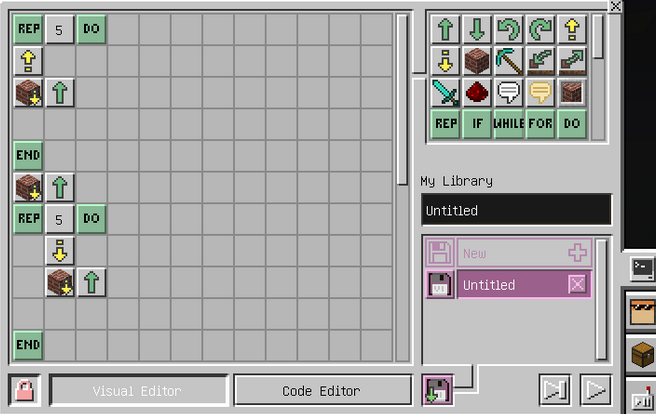 REP 5 DO
END
REP 5 DO
END
REP IF WHILE FOR DO
My Library
Untitled
New
Untitled
Visual Editor
Code Editor